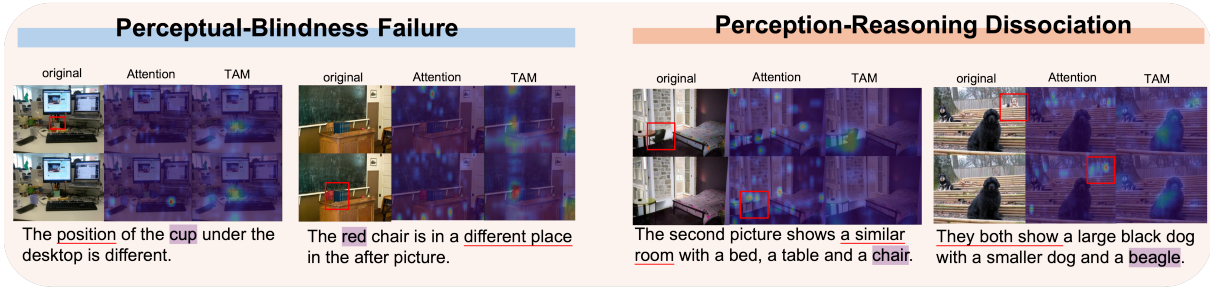 Perceptual-Blindness Failure
Perception-Reasoning Dissociation
original Attention TAM
original Attention TAM
original Attention TAM
original Attention TAM
The position of the cup under the
desktop is different.
The red chair is in a different place
in the after picture.
The second picture shows a similar
room with a bed, a table and a chair.
They both show a large black dog
with a smaller dog and a beagle.